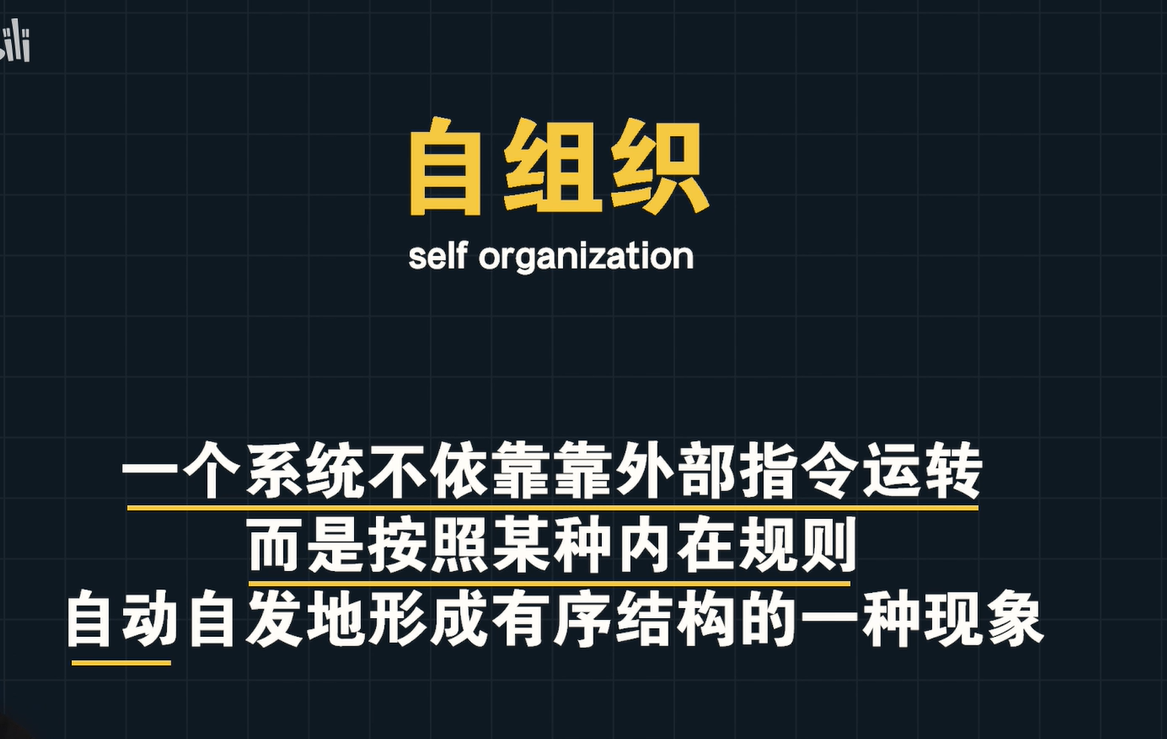 自组织
self organization
一个系统不依靠靠外部指令运转
而是按照某种内在规则
自动自发地形成有序结构的一种现象